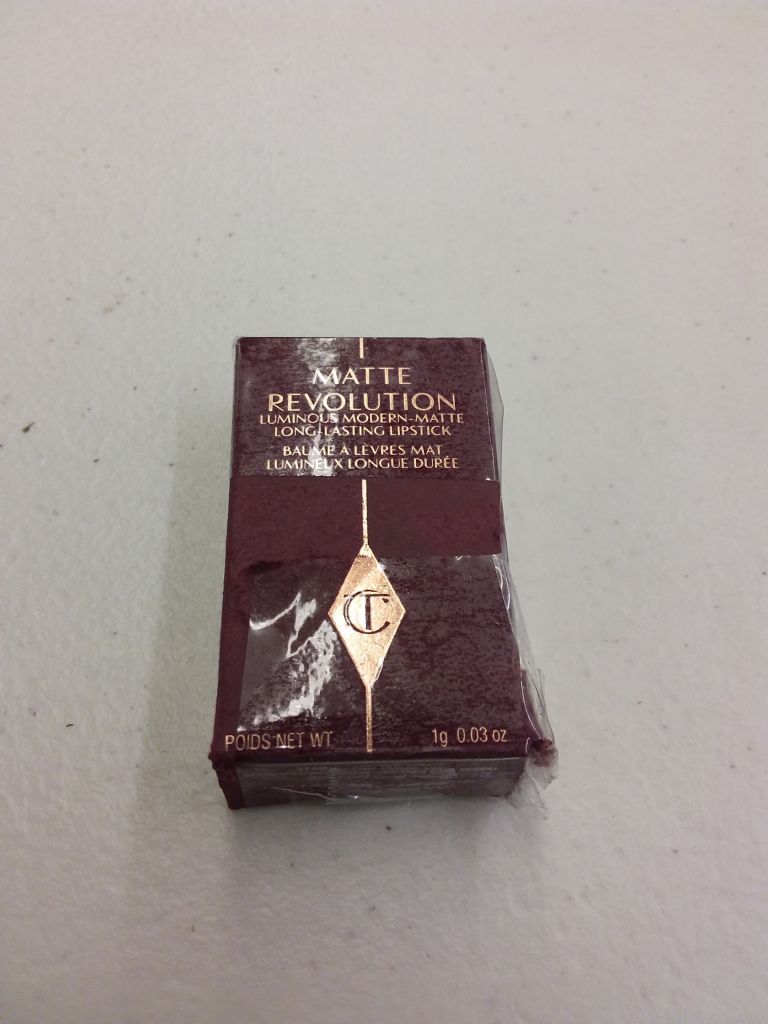 MATTE
REVOLUTION
LUMINOUS MODERN-MATTE
LONG-LASTING LIPSTICK
BAUME À LÈVRES MAT
LUMINEUX LONGUE DURÉE
CT
POIDS NET WT 1g 0.03 oz